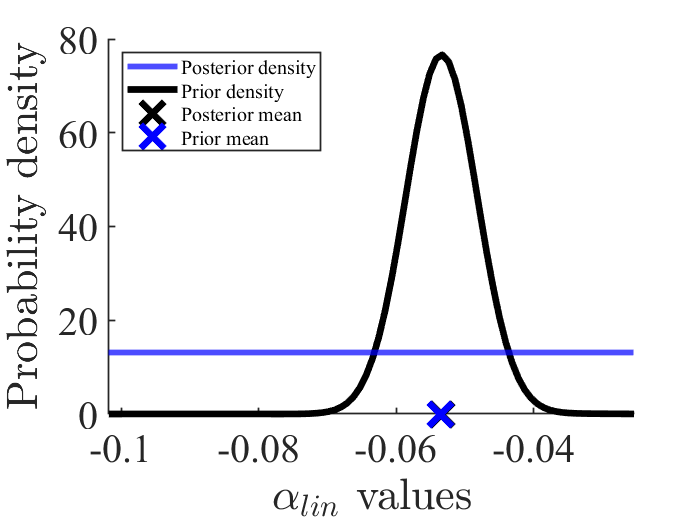 Probability density
80
60
40
20
0
Posterior density
Prior density
Posterior mean
Prior mean
-0.1 -0.08 -0.06 -0.04
αlin values